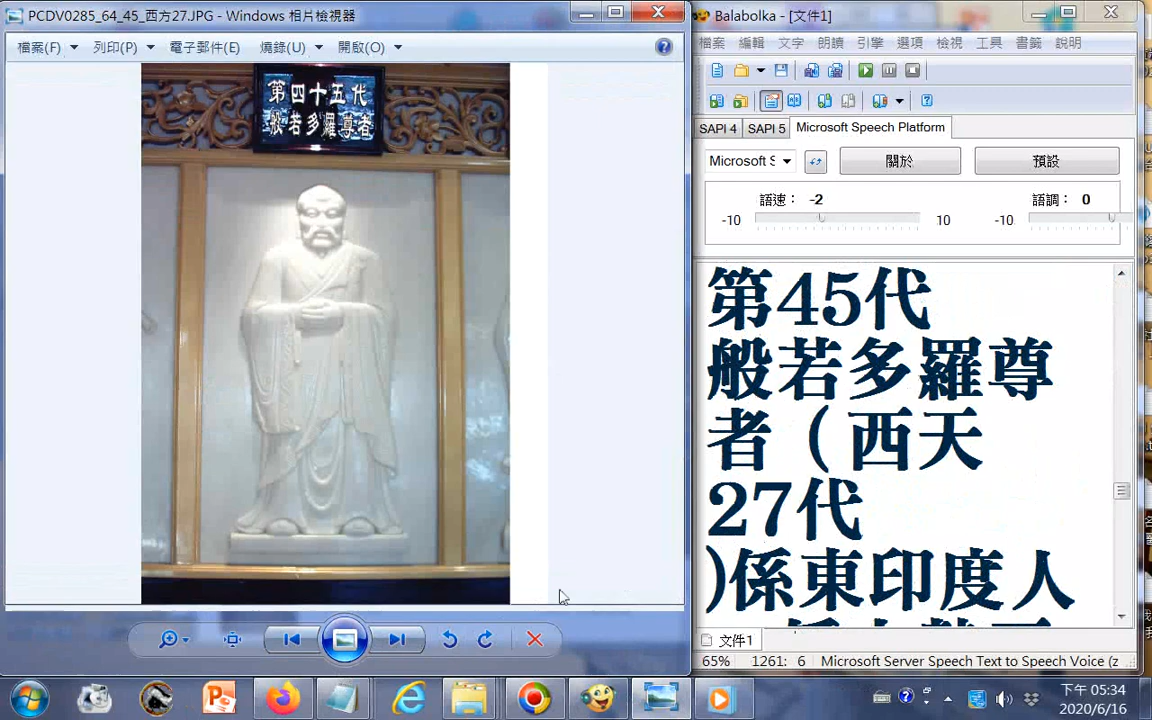 PCDV0285_64_45_西方27.JPG - Windows 相片檢視器
檔案(F) 列印(P) 電子郵件(E) 燒錄(U) 開啟(O)
第四十五代
般若多羅尊者
Balabolka - [文件1]
檔案 編輯 文字 朗讀 引擎 選項 檢視 工具 書籤 說明
SAPI 4 SAPI 5 Microsoft Speech Platform
Microsoft S 關於 預設
語速： -2 語調： 0
-10 10 -10
第45代
般若多羅尊
者（西天
27代
)係東印度人
文件1
65% 1261: 6 Microsoft Server Speech Text to Speech Voice (z
下午 05:34
2020/6/16